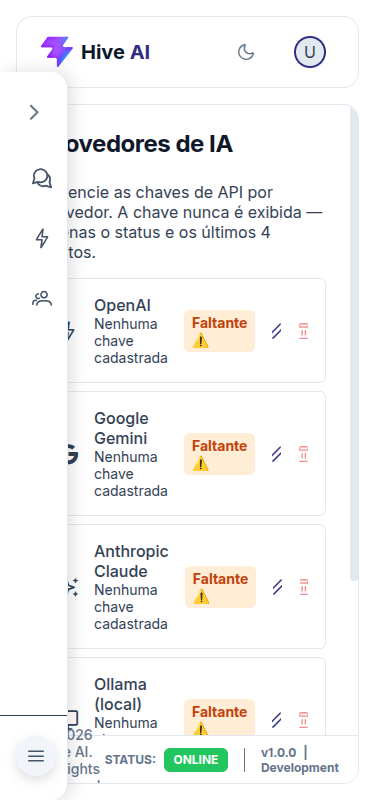 Hive AI
U
ovedores de IA
encie as chaves de API por
vedor. A chave nunca é exibida —
enas o status e os últimos 4
tos.
OpenAI
Nenhuma
chave
cadastrada
Faltante
⚠️
Google
Gemini
Nenhuma
chave
cadastrada
Faltante
⚠️
Anthropic
Claude
Nenhuma
chave
cadastrada
Faltante
⚠️
Ollama
(local)
Nenhuma
Faltante
⚠️
026
e AI.
ights
STATUS: ONLINE
v1.0.0 |
Development